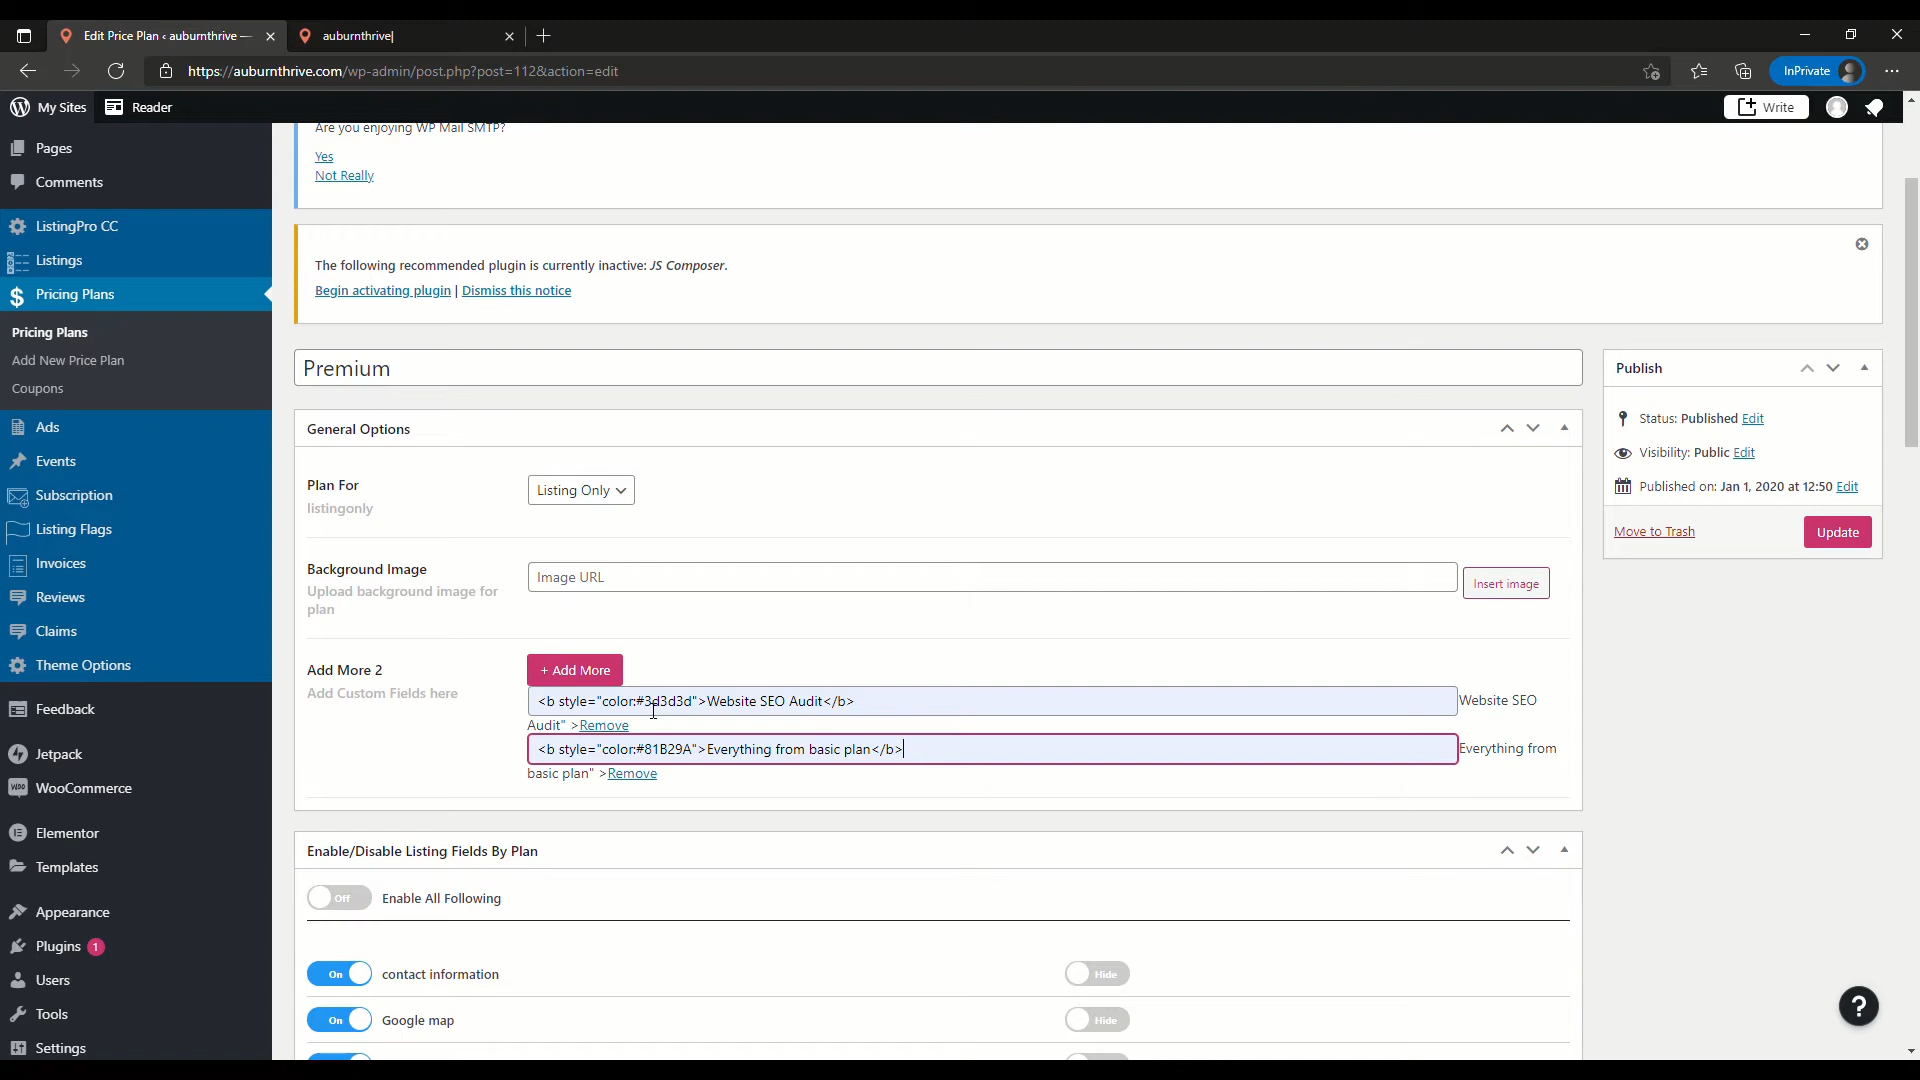 Edit Price Plan ‹ auburnthrive —
auburnthrive|
https://auburnthrive.com/wp-admin/post.php?post=112&action=edit
InPrivate
My Sites
Reader
Write
Pages
Comments
ListingPro CC
Listings
Pricing Plans
Pricing Plans
Add New Price Plan
Coupons
Ads
Events
Subscription
Listing Flags
Invoices
Reviews
Claims
Theme Options
Feedback
Jetpack
WooCommerce
Elementor
Templates
Appearance
Plugins 1
Users
Tools
Settings
Are you enjoying WP Mail SMTP?
Yes
Not Really
The following recommended plugin is currently inactive: JS Composer.
Begin activating plugin | Dismiss this notice
Premium
General Options
Plan For
listingonly
Listing Only
Background Image
Upload background image for
plan
Image URL
Insert image
Add More 2
Add Custom Fields here
+ Add More
<b style="color:#3d3d3d">Website SEO Audit</b>
Website SEO
Audit" >Remove
<b style="color:#81B29A">Everything from basic plan</b>
Everything from
basic plan" >Remove
Enable/Disable Listing Fields By Plan
Off
Enable All Following
On
contact information
Hide
On
Google map
Hide
Publish
Status: Published Edit
Visibility: Public Edit
Published on: Jan 1, 2020 at 12:50 Edit
Move to Trash
Update
?